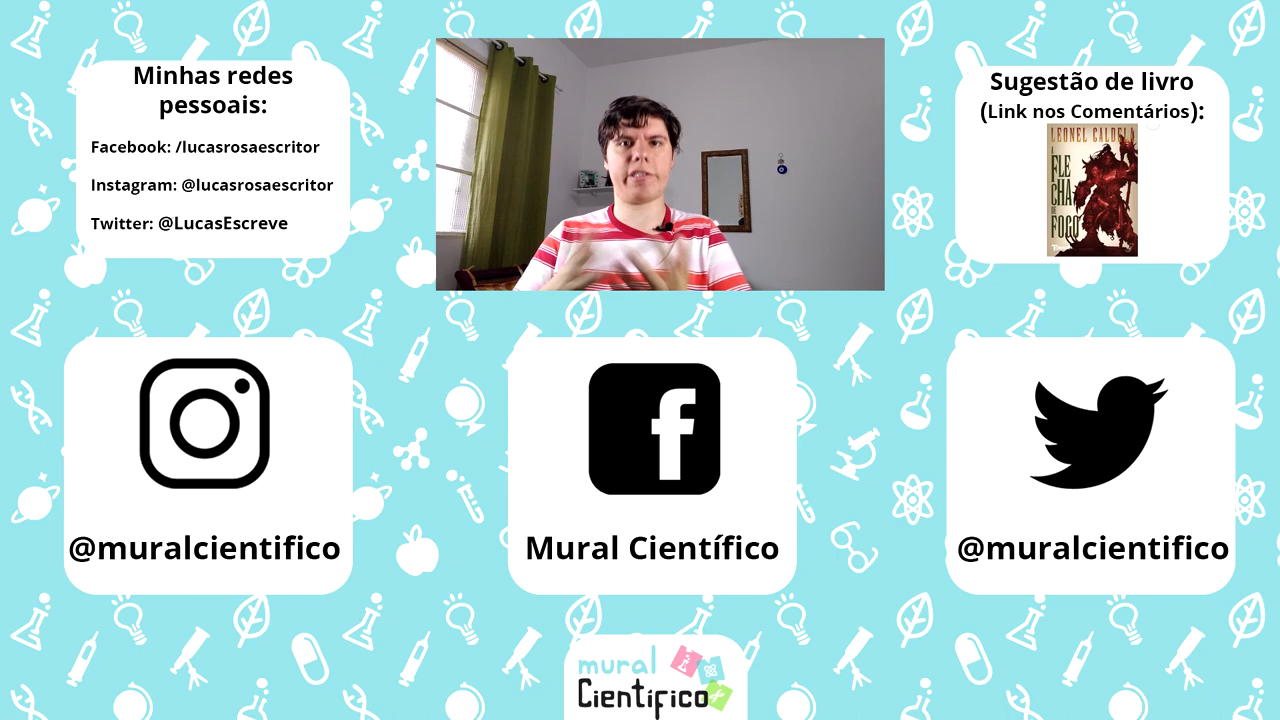 Minhas redes
pessoais:
Facebook: /lucasrosaescritor
Instagram: @lucasrosaescritor
Twitter: @LucasEscreve
Sugestão de livro
(Link nos Comentários):
LEONEL CALDELA
A
FLE
CHA
DE
FOGO
@muralcientifico
Mural Científico
@muralcientifico
mural
Científico